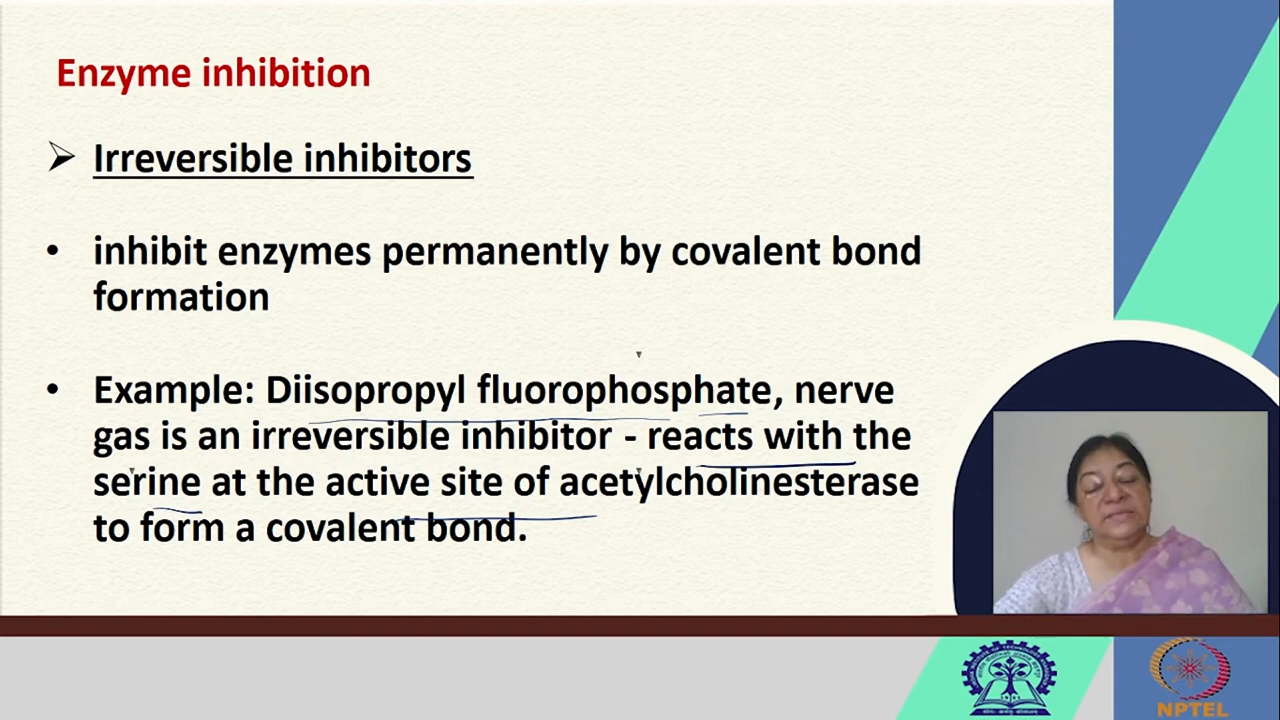 Enzyme inhibition
➢ Irreversible inhibitors
• inhibit enzymes permanently by covalent bond
formation
• Example: Diisopropyl fluorophosphate, nerve
gas is an irreversible inhibitor - reacts with the
serine at the active site of acetylcholinesterase
to form a covalent bond.
NPTEL